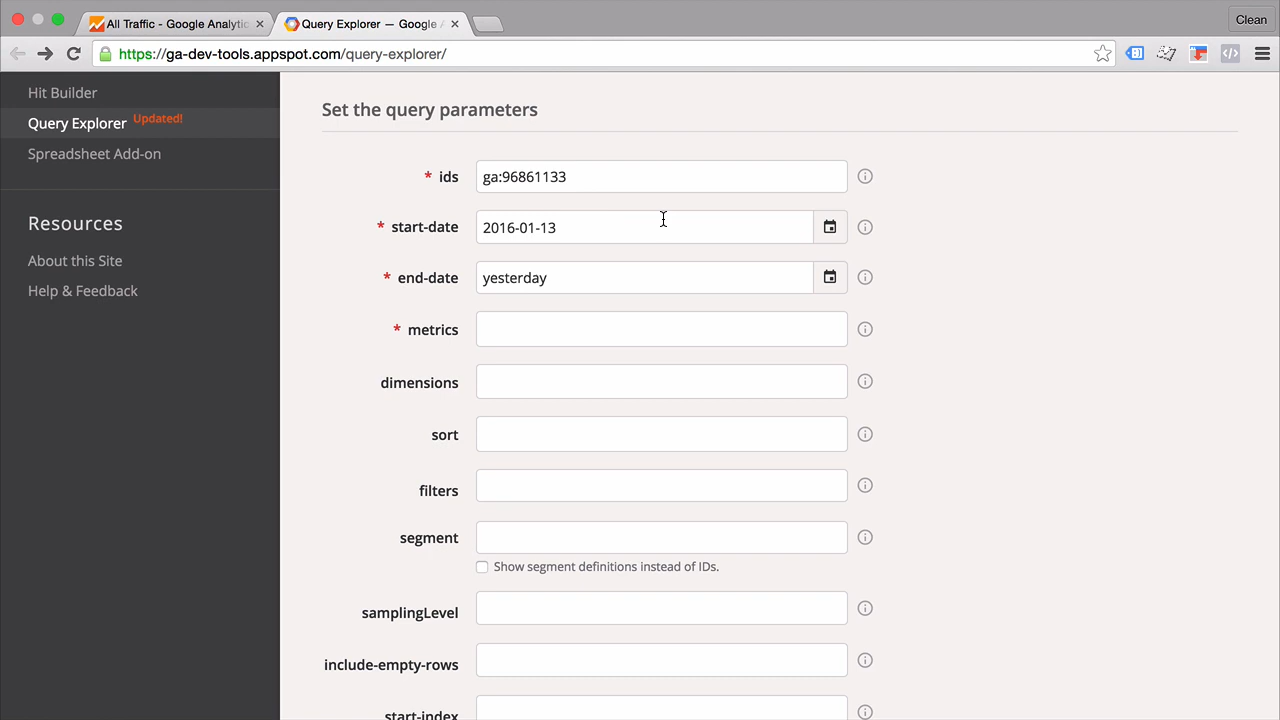 All Traffic - Google Analytic
Query Explorer — Google A
Clean
https://ga-dev-tools.appspot.com/query-explorer/
Hit Builder
Query Explorer Updated!
Spreadsheet Add-on
Resources
About this Site
Help & Feedback
Set the query parameters
* ids ga:96861133
* start-date 2016-01-13
* end-date yesterday
* metrics
dimensions
sort
filters
segment
Show segment definitions instead of IDs.
samplingLevel
include-empty-rows
start-index